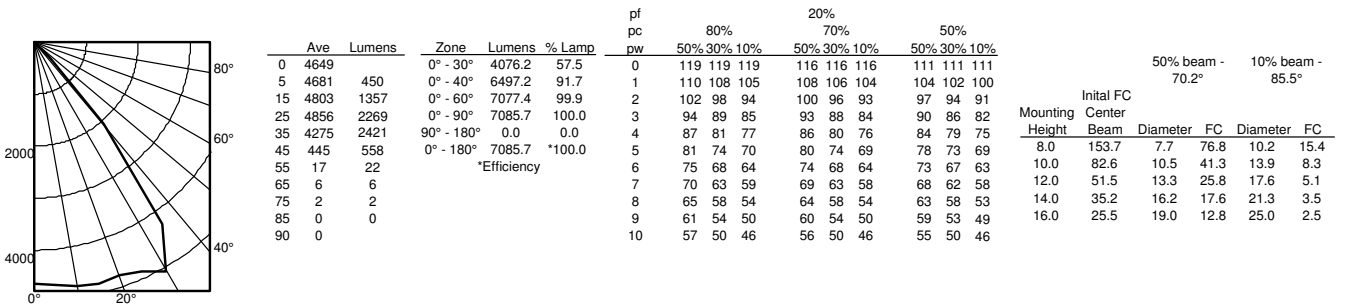 80°
60°
2000
4000
40°
0°
20°
Ave Lumens
0 4649
5 4681 450
15 4803 1357
25 4856 2269
35 4275 2421
45 445 558
55 17 22
65 6 6
75 2 2
85 0 0
90 0
Zone Lumens % Lamp
0° - 30° 4076.2 57.5
0° - 40° 6497.2 91.7
0° - 60° 7077.4 99.9
0° - 90° 7085.7 100.0
90° - 180° 0.0 0.0
0° - 180° 7085.7 *100.0
*Efficiency
pf 20%
pc 80% 70% 50%
pw 50% 30% 10% 50% 30% 10% 50% 30% 10%
0 119 119 119 116 116 116 111 111 111
1 110 108 105 108 106 104 104 102 100
2 102 98 94 100 96 93 97 94 91
3 94 89 85 93 88 84 90 86 82
4 87 81 77 86 80 76 84 79 75
5 81 74 70 80 74 69 78 73 69
6 75 68 64 74 68 64 73 67 63
7 70 63 59 69 63 58 68 62 58
8 65 58 54 64 58 54 63 58 53
9 61 54 50 60 54 50 59 53 49
10 57 50 46 56 50 46 55 50 46
50% beam - 10% beam -
70.2° 85.5°
Inital FC
Mounting Center
Height Beam Diameter FC Diameter FC
8.0 153.7 7.7 76.8 10.2 15.4
10.0 82.6 10.5 41.3 13.9 8.3
12.0 51.5 13.3 25.8 17.6 5.1
14.0 35.2 16.2 17.6 21.3 3.5
16.0 25.5 19.0 12.8 25.0 2.5